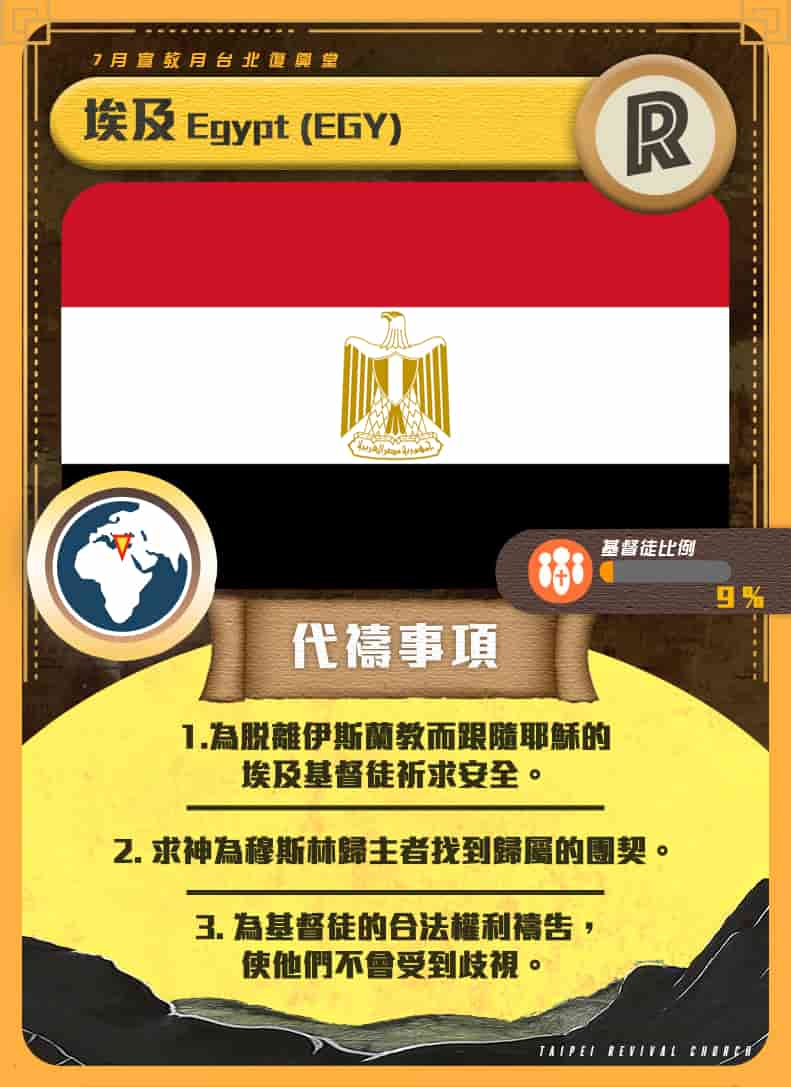 7月宣教月台北復興堂
埃及 Egypt (EGY)
R
基督徒比例
9%
代禱事項
1.為脫離伊斯蘭教而跟隨耶穌的
埃及基督徒祈求安全。
2. 求神為穆斯林歸主者找到歸屬的團契。
3. 為基督徒的合法權利禱告，
使他們不會受到歧視。
TAIPEI REVIVAL CHURCH